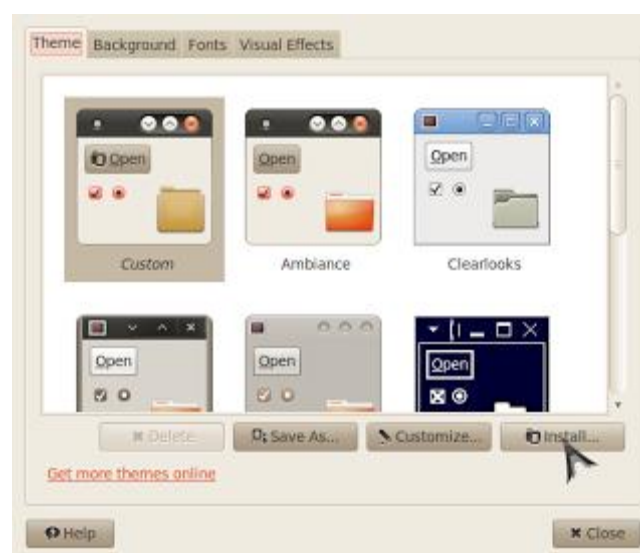 Theme Background Fonts Visual Effects
Open Open Open
Custom Ambiance Clearlooks
Open Open Open
Delete Save As... Customize... Install...
Get more themes online
Help Close